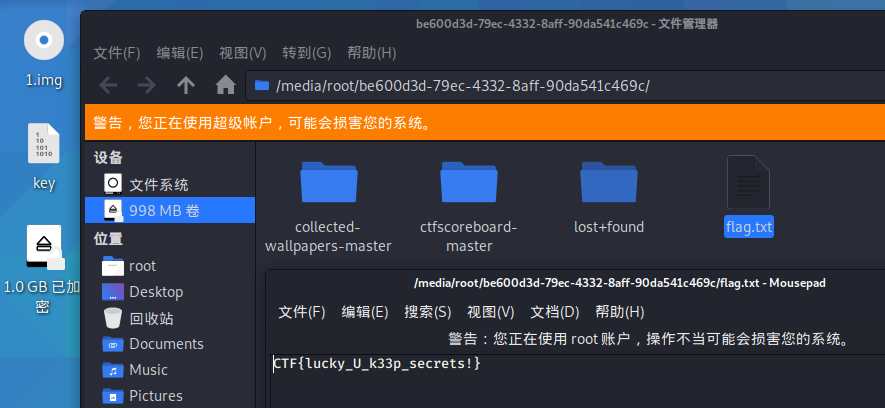 be600d3d-79ec-4332-8aff-90da541c469c - 文件管理器
1.img
key
1.0 GB 已加
密
文件(F) 编辑(E) 视图(V) 转到(G) 帮助(H)
/media/root/be600d3d-79ec-4332-8aff-90da541c469c/
警告，您正在使用超级帐户，可能会损害您的系统。
设备
文件系统
998 MB 卷
位置
root
Desktop
回收站
Documents
Music
Pictures
collected-
wallpapers-master
ctfscoreboard-
master
lost+found
flag.txt
/media/root/be600d3d-79ec-4332-8aff-90da541c469c/flag.txt - Mousepad
文件(F) 编辑(E) 搜索(S) 视图(V) 文档(D) 帮助(H)
警告：您正在使用 root 账户，操作不当可能会损害您的系统。
CTF{lucky_U_k33p_secrets!}